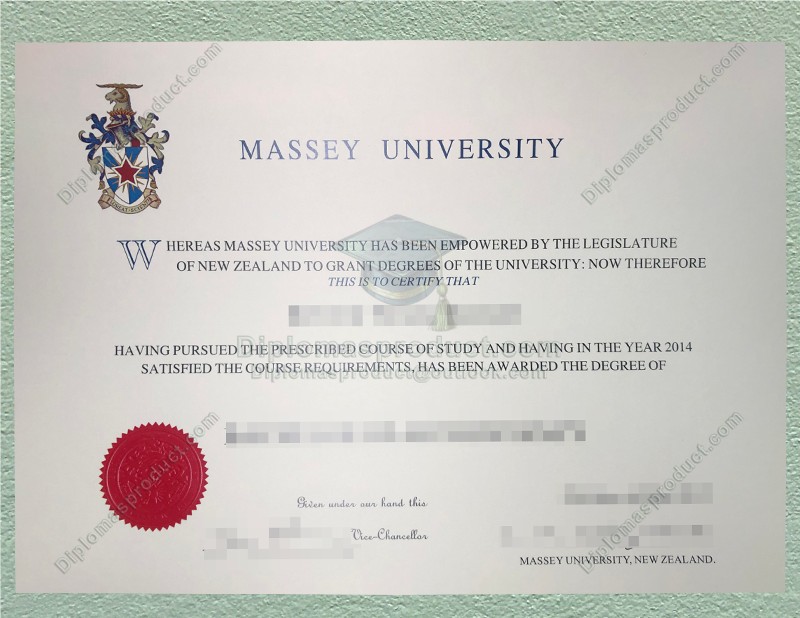 Diplomasproduct.com
Diplomasproduct.com
MASSEY UNIVERSITY
WHEREAS MASSEY UNIVERSITY HAS BEEN EMPOWERED BY THE LEGISLATURE
OF NEW ZEALAND TO GRANT DEGREES OF THE UNIVERSITY: NOW THEREFORE
THIS IS TO CERTIFY THAT
Diplomasproduct.com
HAVING PURSUED THE PRESCRIBED COURSE OF STUDY AND HAVING IN THE YEAR 2014
SATISFIED THE COURSE REQUIREMENTS, HAS BEEN AWARDED THE DEGREE OF
Diplomasproduct@outlook.com
Diplomasproduct.com
Diplomasproduct.com
Given under our hand this
Vice-Chancellor
MASSEY UNIVERSITY, NEW ZEALAND.